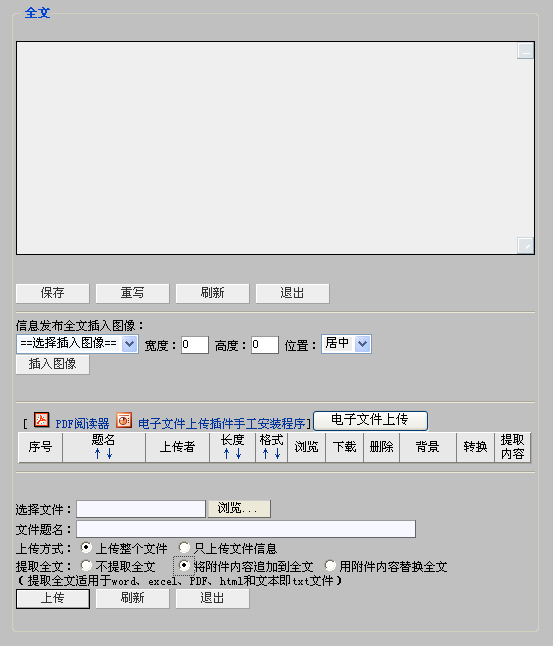 全文
保存 重写 刷新 退出
信息发布全文插入图像：
==选择插入图像== 宽度：0 高度：0 位置：居中
插入图像
[ PDF阅读器 电子文件上传插件手工安装程序] 电子文件上传
序号 题名↑↓ 上传者 长度↑↓ 格式↑↓ 浏览 下载 删除 背景 转换 提取内容
选择文件： 浏览...
文件题名：
上传方式： 上传整个文件 只上传文件信息
提取全文： 不提取全文 将附件内容追加到全文 用附件内容替换全文
（提取全文适用于word、excel、PDF、html和文本即txt文件）
上传 刷新 退出